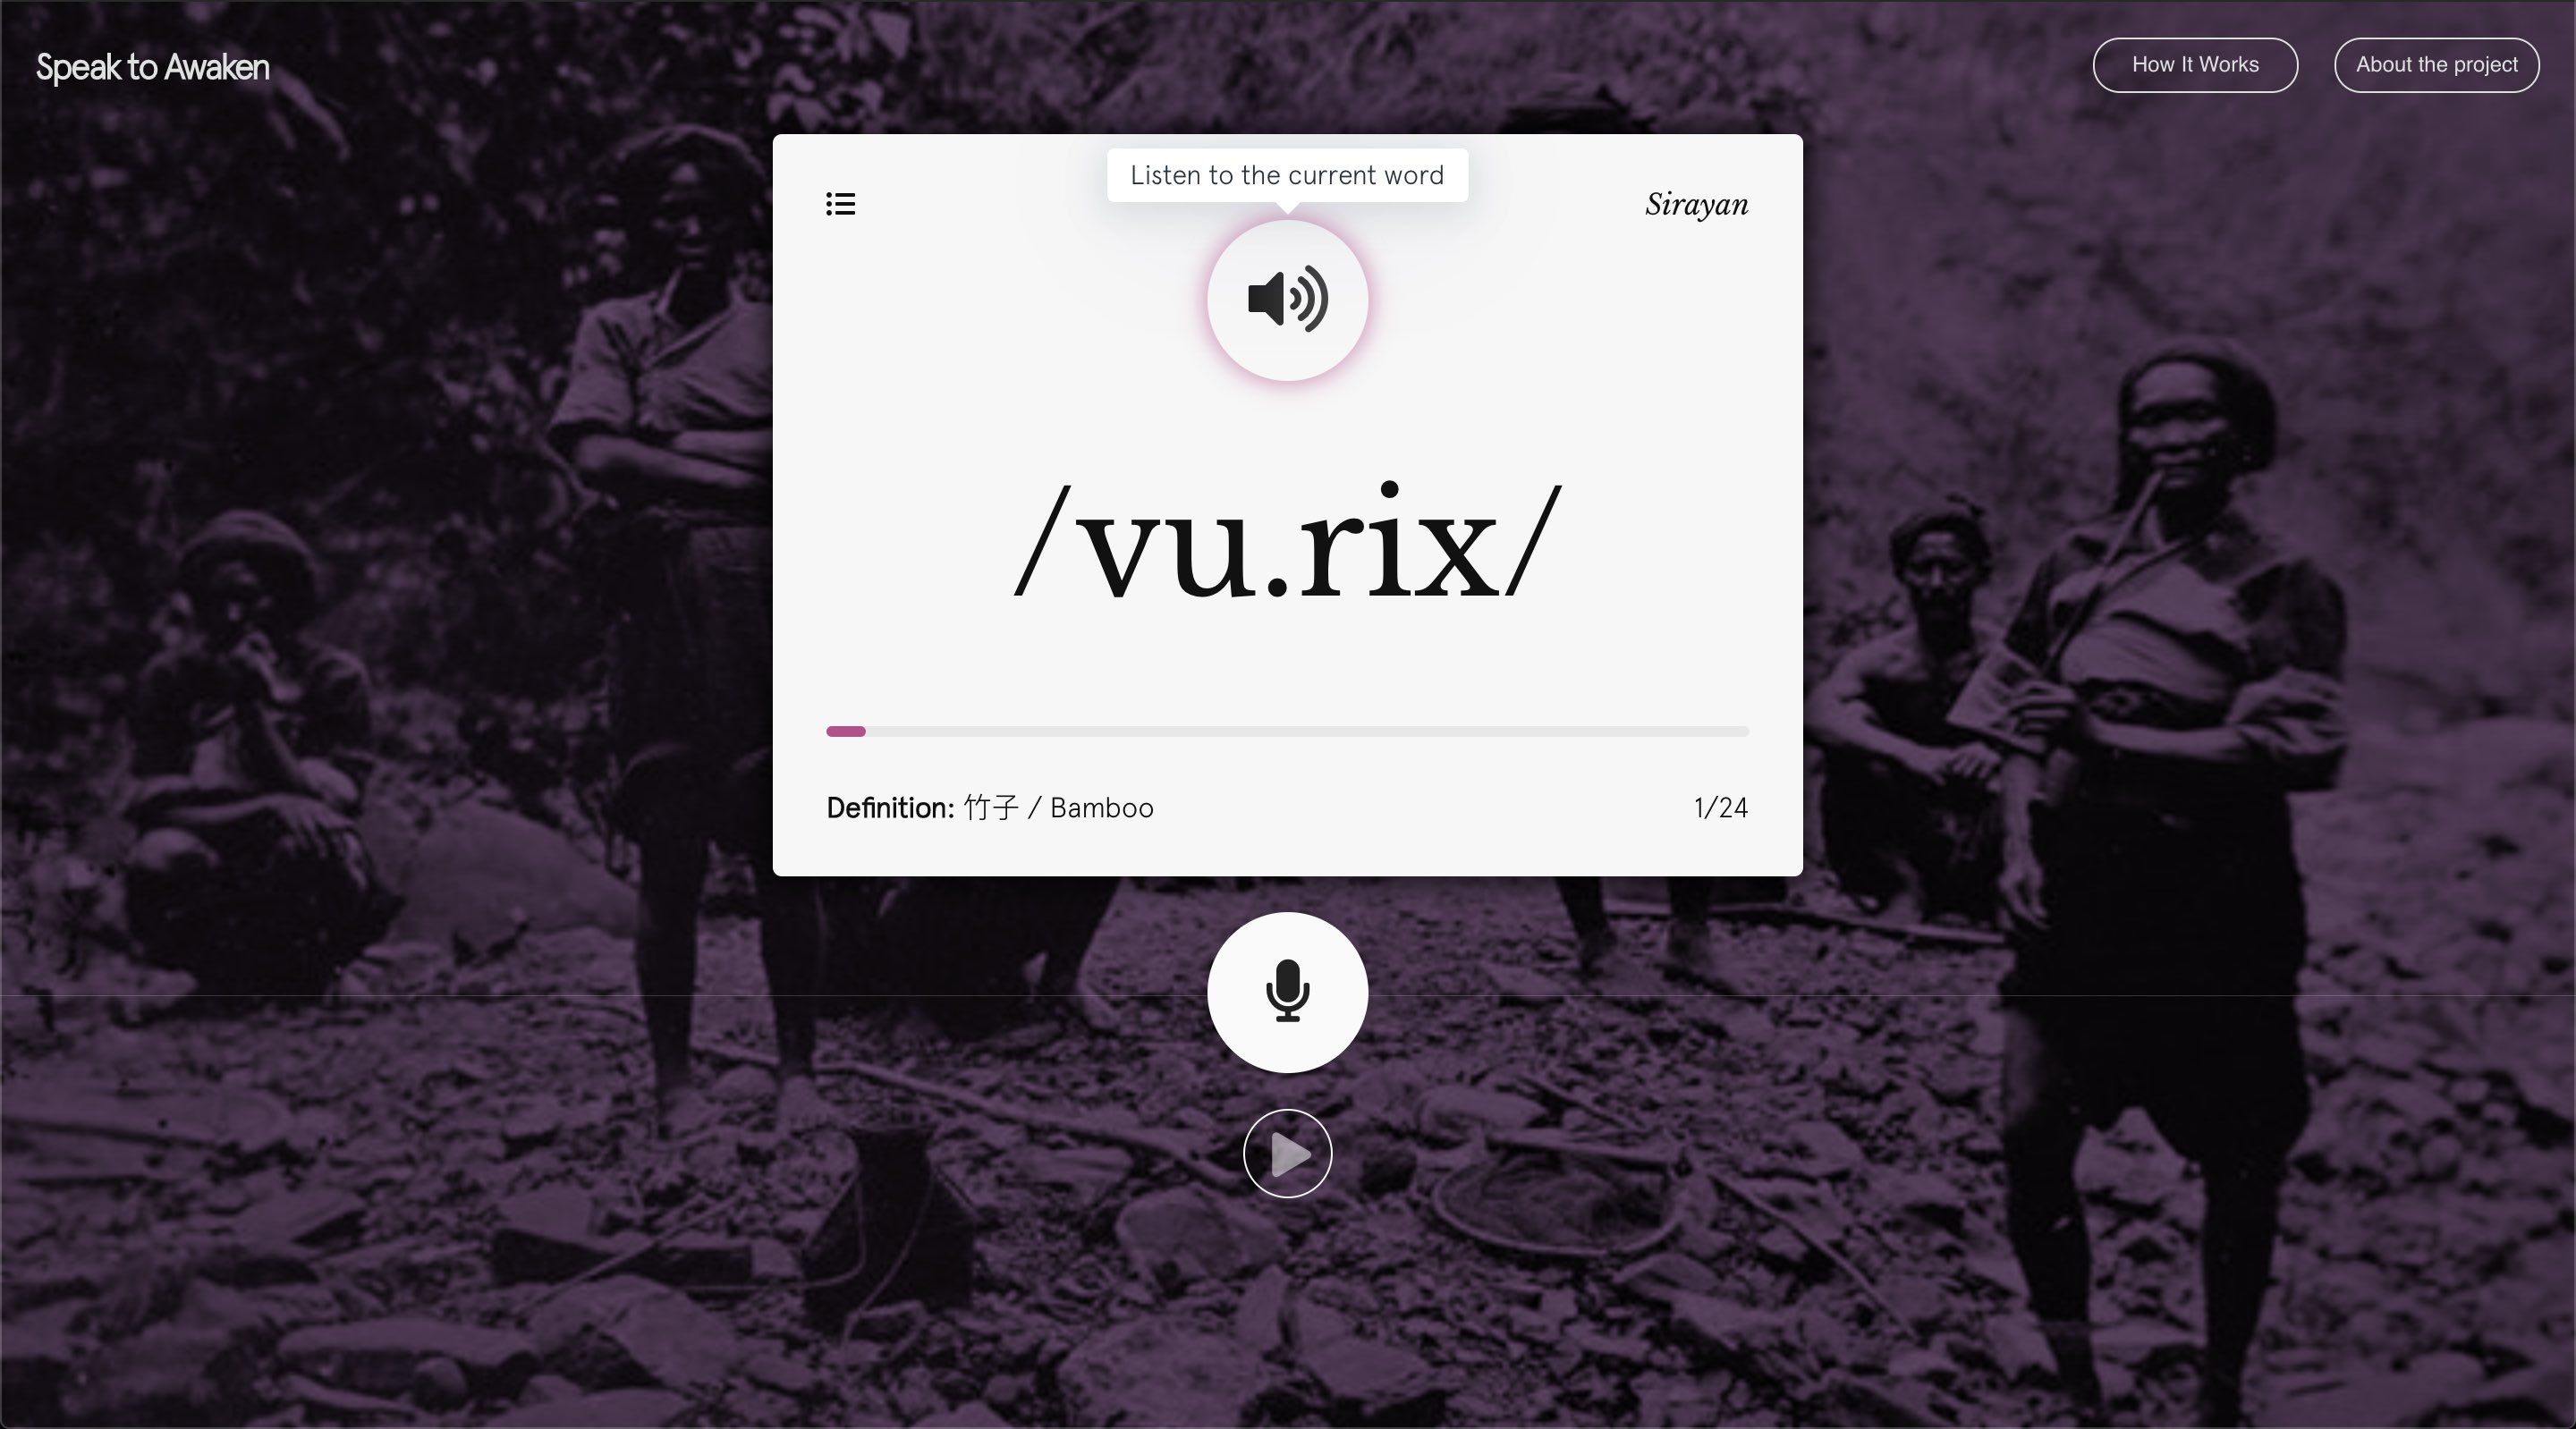 Speak to Awaken
How It Works
About the project
Listen to the current word
Sirayan
/vu.rix/
Definition: 竹子 / Bamboo
1/24